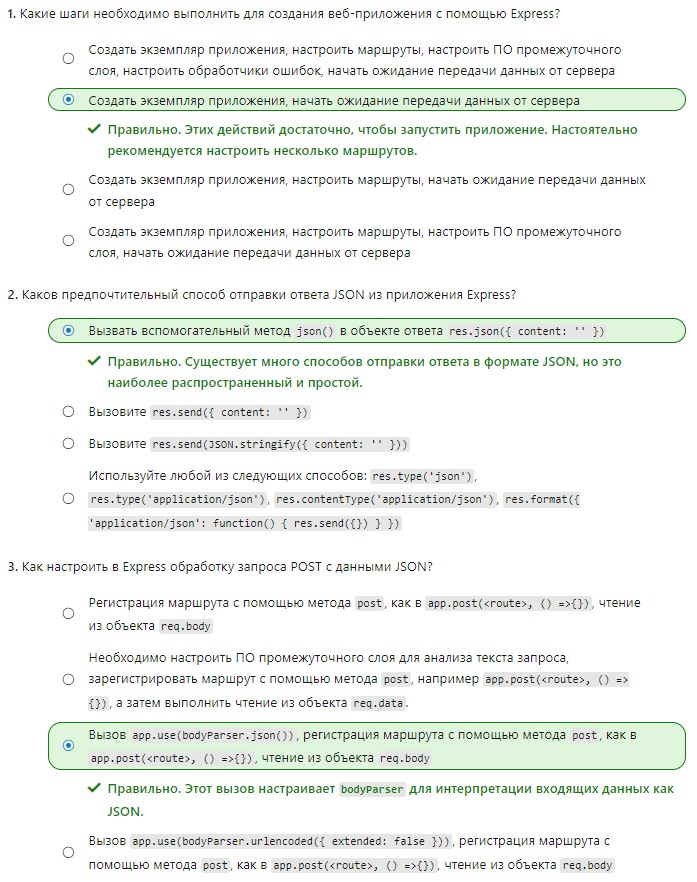 1. Какие шаги необходимо выполнить для создания веб-приложения с помощью Express?
Создать экземпляр приложения, настроить маршруты, настроить ПО промежуточного
слоя, настроить обработчики ошибок, начать ожидание передачи данных от сервера
Создать экземпляр приложения, начать ожидание передачи данных от сервера
Правильно. Этих действий достаточно, чтобы запустить приложение. Настоятельно
рекомендуется настроить несколько маршрутов.
Создать экземпляр приложения, настроить маршруты, начать ожидание передачи данных
от сервера
Создать экземпляр приложения, настроить маршруты, настроить ПО промежуточного
слоя, начать ожидание передачи данных от сервера
2. Каков предпочтительный способ отправки ответа JSON из приложения Express?
Вызвать вспомогательный метод json() в объекте ответа res.json({ content: '' })
Правильно. Существует много способов отправки ответа в формате JSON, но это
наиболее распространенный и простой.
Вызовите res.send({ content: '' })
Вызовите res.send(JSON.stringify({ content: '' }))
Используйте любой из следующих способов: res.type('json'),
res.type('application/json'), res.contentType('application/json'), res.format({
'application/json': function() { res.send({}) } })
3. Как настроить в Express обработку запроса POST с данными JSON?
Регистрация маршрута с помощью метода post, как в app.post(<route>, () =>{}), чтение
из объекта req.body
Необходимо настроить ПО промежуточного слоя для анализа текста запроса,
зарегистрировать маршрут с помощью метода post, например app.post(<route>, () =>
{}), а затем выполнить чтение из объекта req.data.
Вызов app.use(bodyParser.json()), регистрация маршрута с помощью метода post, как в
app.post(<route>, () =>{}), чтение из объекта req.body
Правильно. Этот вызов настраивает bodyParser для интерпретации входящих данных как
JSON.
Вызов app.use(bodyParser.urlencoded({ extended: false })), регистрация маршрута с
помощью метода post, как в app.post(<route>, () =>{}), чтение из объекта req.body